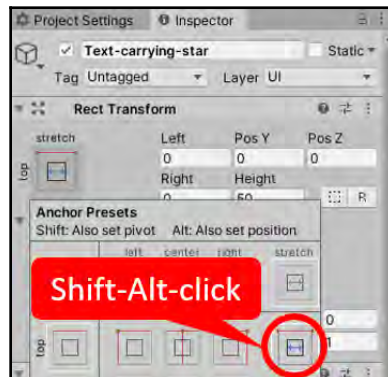 Project Settings Inspector
Text-carrying-star Static
Tag Untagged Layer UI
Rect Transform
stretch Left Pos Y Pos Z
top 0 0 0
Right Height
0 R
Anchor Presets
Shift: Also set pivot Alt: Also set position
left center right stretch
Shift-Alt-click
0
top